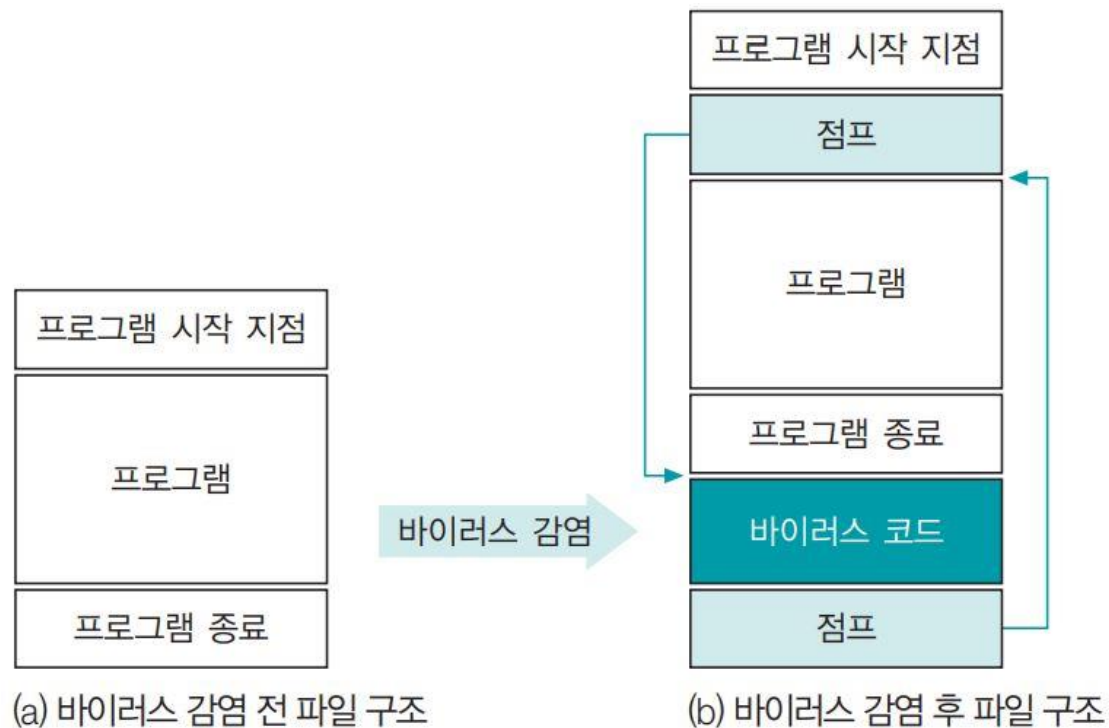 프로그램 시작 지점
프로그램
프로그램 종료
(a) 바이러스 감염 전 파일 구조
바이러스 감염
프로그램 시작 지점
점프
프로그램
프로그램 종료
바이러스 코드
점프
(b) 바이러스 감염 후 파일 구조